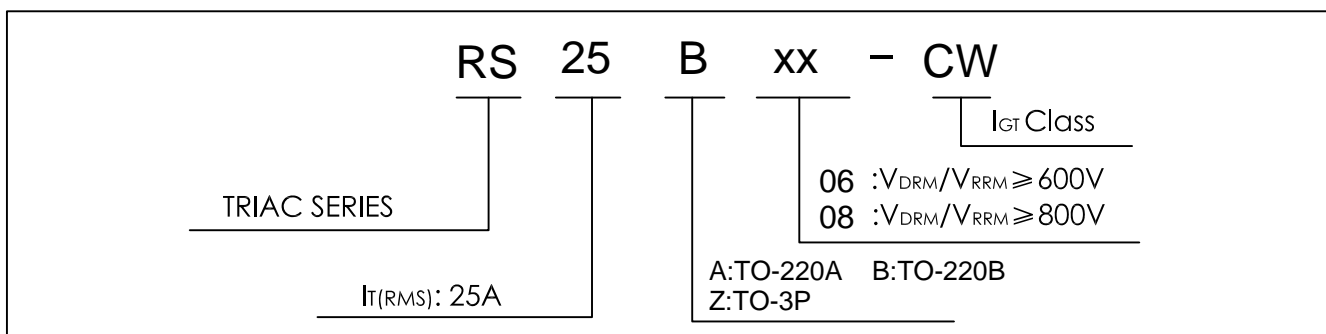 RS 25 B xx - CW
IGT Class
06 :VDRM/VRRM⩾600V
TRIAC SERIES
08 :VDRM/VRRM⩾800V
A:TO-220A B:TO-220B
IT(RMS): 25A
Z:TO-3P